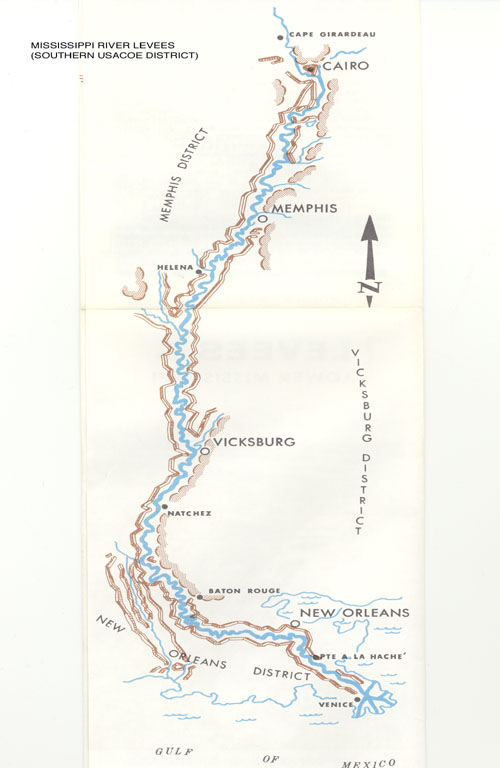 MISSISSIPPI RIVER LEVEES
(SOUTHERN USACOE DISTRICT)
CAPE GIRARDEAU
CAIRO
MEMPHIS DISTRICT
MEMPHIS
HELENA
N
VICKSBURG DISTRICT
VICKSBURG
NATCHEZ
BATON ROUGE
NEW ORLEANS
NEW ORLEANS DISTRICT
PTE A LA HACHE'
VENICE
GULF OF MEXICO